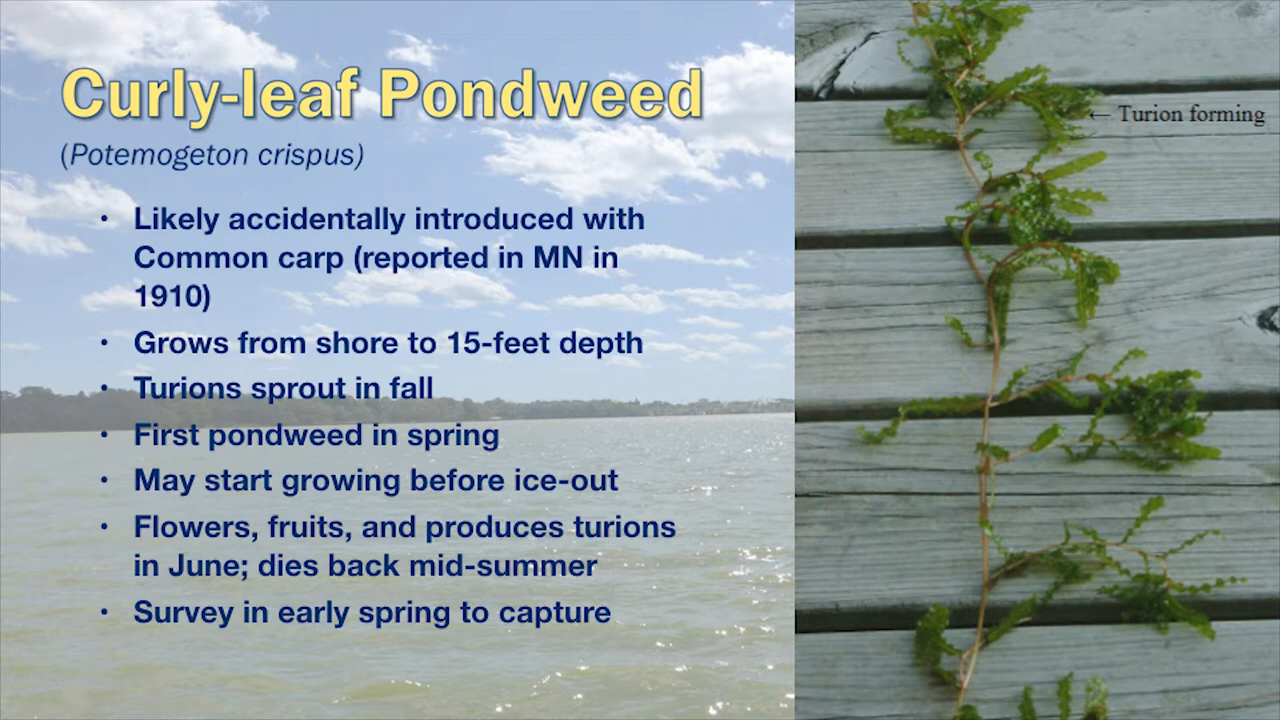 Curly-leaf Pondweed
(Potemogeton crispus)
• Likely accidentally introduced with
Common carp (reported in MN in
1910)
• Grows from shore to 15-feet depth
• Turions sprout in fall
• First pondweed in spring
• May start growing before ice-out
• Flowers, fruits, and produces turions
in June; dies back mid-summer
• Survey in early spring to capture
← Turion forming